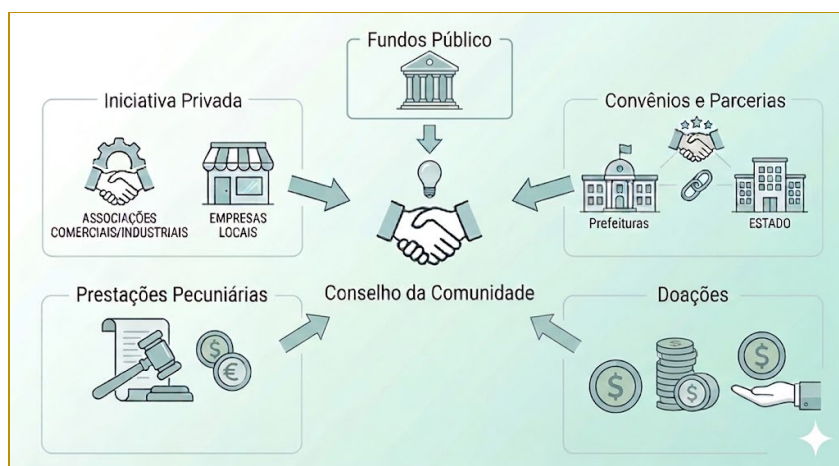 Fundos Público
Iniciativa Privada
ASSOCIAÇÕES
COMERCIAIS/INDUSTRIAIS
EMPRESAS
LOCAIS
Convênios e Parcerias
Prefeituras
ESTADO
Prestações Pecuniárias
$
€
Conselho da Comunidade
Doações
$
$
$